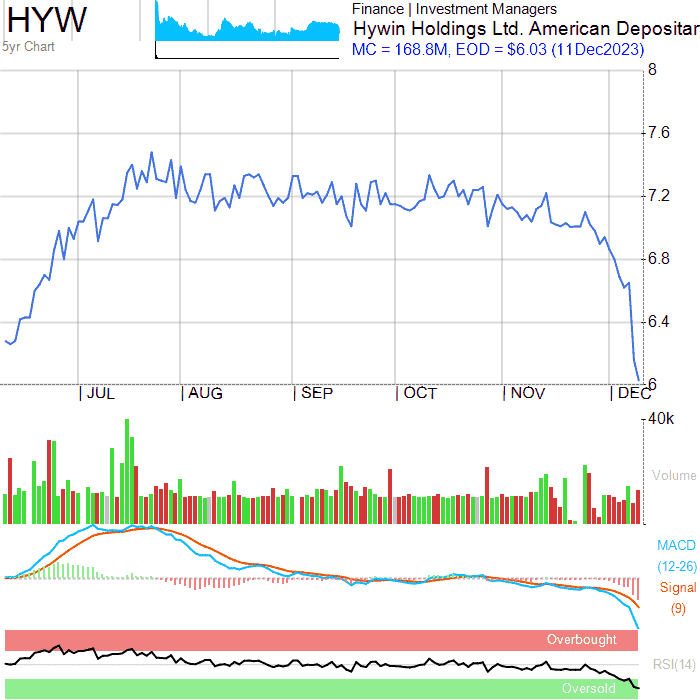 HYW
5yr Chart
Finance | Investment Managers
Hywin Holdings Ltd. American Depositar
MC = 168.8M, EOD = $6.03 (11Dec2023)
8
7.6
7.2
6.8
6.4
6
JUL AUG SEP OCT NOV DEC
40k
Volume
MACD
(12-26)
Signal
(9)
Overbought
RSI(14)
Oversold